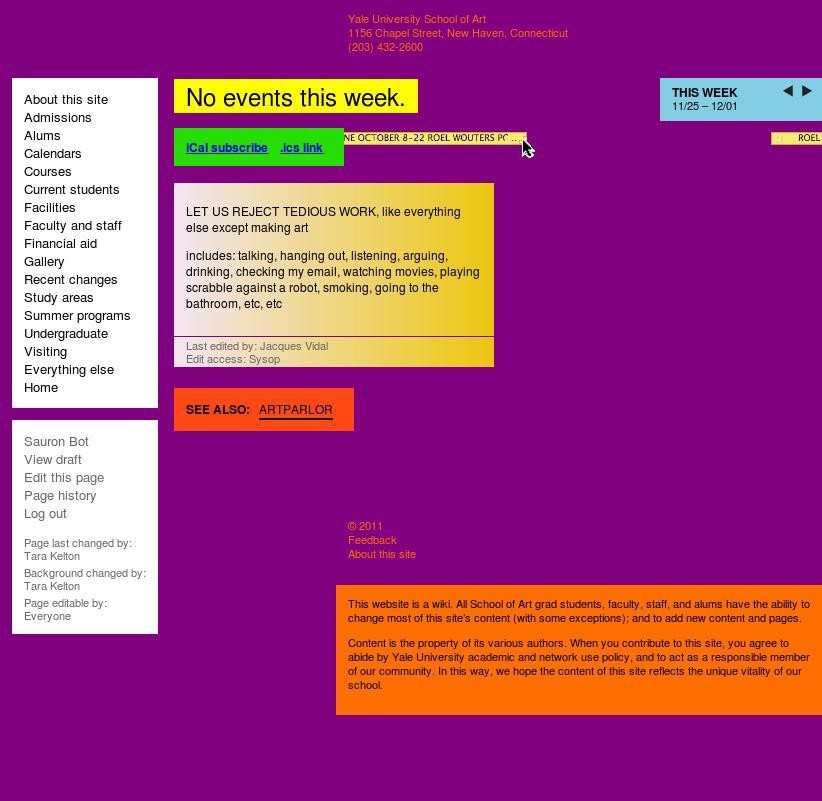 Yale University School of Art
1156 Chapel Street, New Haven, Connecticut
(203) 432-2600
About this site
Admissions
Alums
Calendars
Courses
Current students
Facilities
Faculty and staff
Financial aid
Gallery
Recent changes
Study areas
Summer programs
Undergraduate
Visiting
Everything else
Home
Sauron Bot
View draft
Edit this page
Page history
Log out
Page last changed by:
Tara Kelton
Background changed by:
Tara Kelton
Page editable by:
Everyone
No events this week.
THIS WEEK
11/25 – 12/01
iCal subscribe .ics link
NE OCTOBER 8-22 ROEL WOUTERS
ROEL
LET US REJECT TEDIOUS WORK, like everything
else except making art
includes: talking, hanging out, listening, arguing,
drinking, checking my email, watching movies, playing
scrabble against a robot, smoking, going to the
bathroom, etc, etc
Last edited by: Jacques Vidal
Edit access: Sysop
SEE ALSO: ARTPARLOR
© 2011
Feedback
About this site
This website is a wiki. All School of Art grad students, faculty, staff, and alums have the ability to
change most of this site's content (with some exceptions); and to add new content and pages.
Content is the property of its various authors. When you contribute to this site, you agree to
abide by Yale University academic and network use policy, and to act as a responsible member
of our community. In this way, we hope the content of this site reflects the unique vitality of our
school.